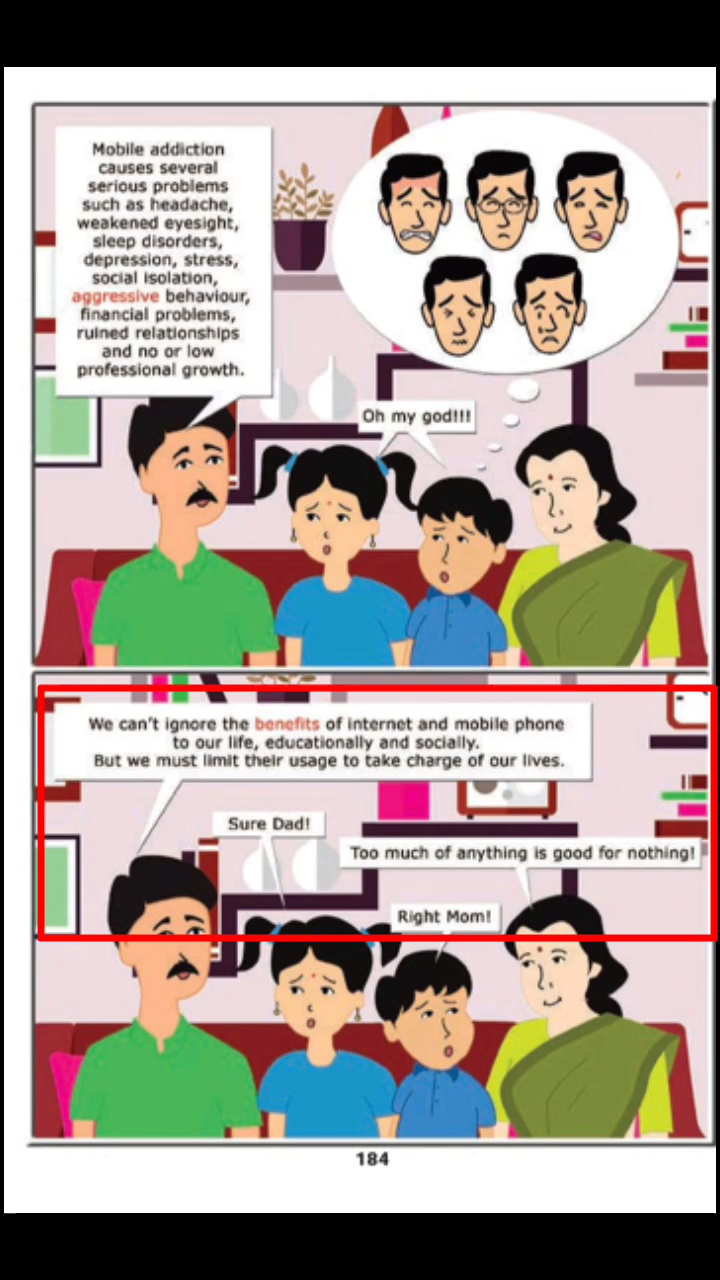 Mobile addiction
causes several
serious problems
such as headache,
weakened eyesight,
sleep disorders,
depression, stress,
social isolation,
aggressive behaviour,
financial problems,
ruined relationships
and no or low
professional growth.
Oh my god!!!
We can't ignore the benefits of internet and mobile phone
to our life, educationally and socially.
But we must limit their usage to take charge of our lives.
Sure Dad!
Too much of anything is good for nothing!
Right Mom!
184